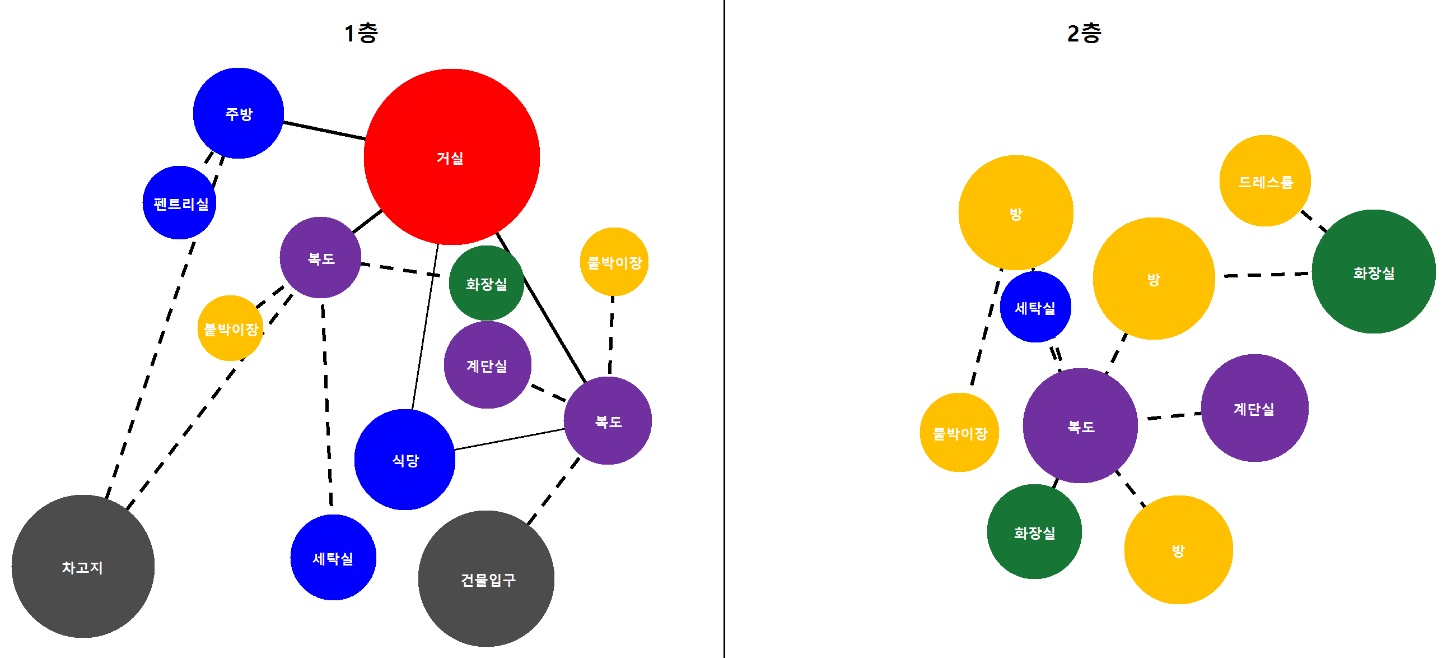 1층
주방
거실
펜트리실
복도
화장실
붙박이장
붙박이장
계단실
복도
식당
차고지
세탁실
건물입구
2층
드레스룸
방
방
화장실
세탁실
계단실
복도
붙박이장
화장실
방